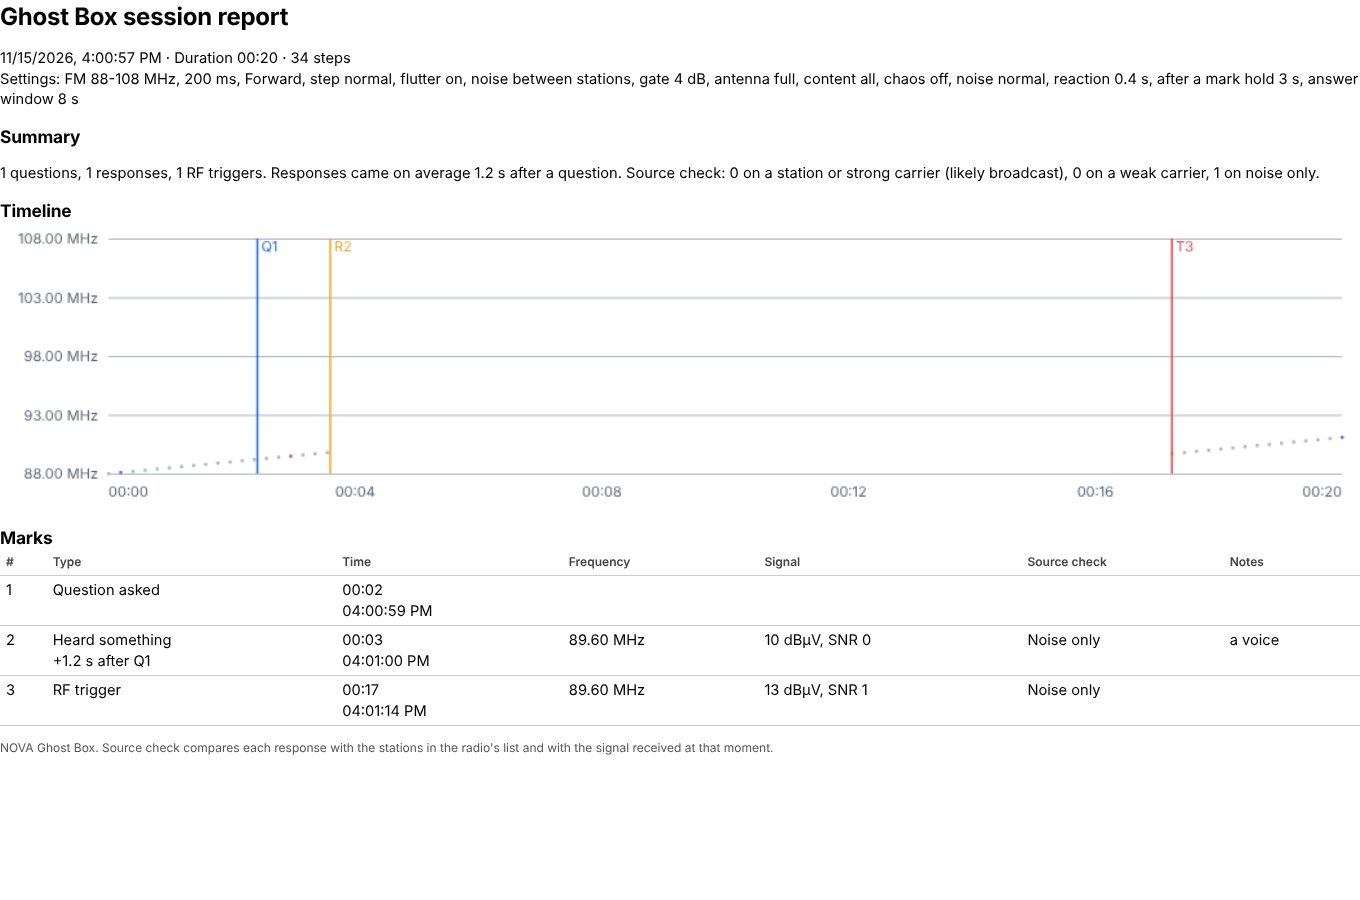 Ghost Box session report
11/15/2026, 4:00:57 PM · Duration 00:20 · 34 steps
Settings: FM 88-108 MHz, 200 ms, Forward, step normal, flutter on, noise between stations, gate 4 dB, antenna full, content all, chaos off, noise normal, reaction 0.4 s, after a mark hold 3 s, answer
window 8 s
Summary
1 questions, 1 responses, 1 RF triggers. Responses came on average 1.2 s after a question. Source check: 0 on a station or strong carrier (likely broadcast), 0 on a weak carrier, 1 on noise only.
Timeline
108.00 MHz
Q1 R2 T3
103.00 MHz
98.00 MHz
93.00 MHz
88.00 MHz
00:00 00:04 00:08 00:12 00:16 00:20
Marks
# Type Time Frequency Signal Source check Notes
1 Question asked 00:02
04:00:59 PM
2 Heard something 00:03 89.60 MHz 10 dBµV, SNR 0 Noise only a voice
+1.2 s after Q1 04:01:00 PM
3 RF trigger 00:17 89.60 MHz 13 dBµV, SNR 1 Noise only
04:01:14 PM
NOVA Ghost Box. Source check compares each response with the stations in the radio's list and with the signal received at that moment.